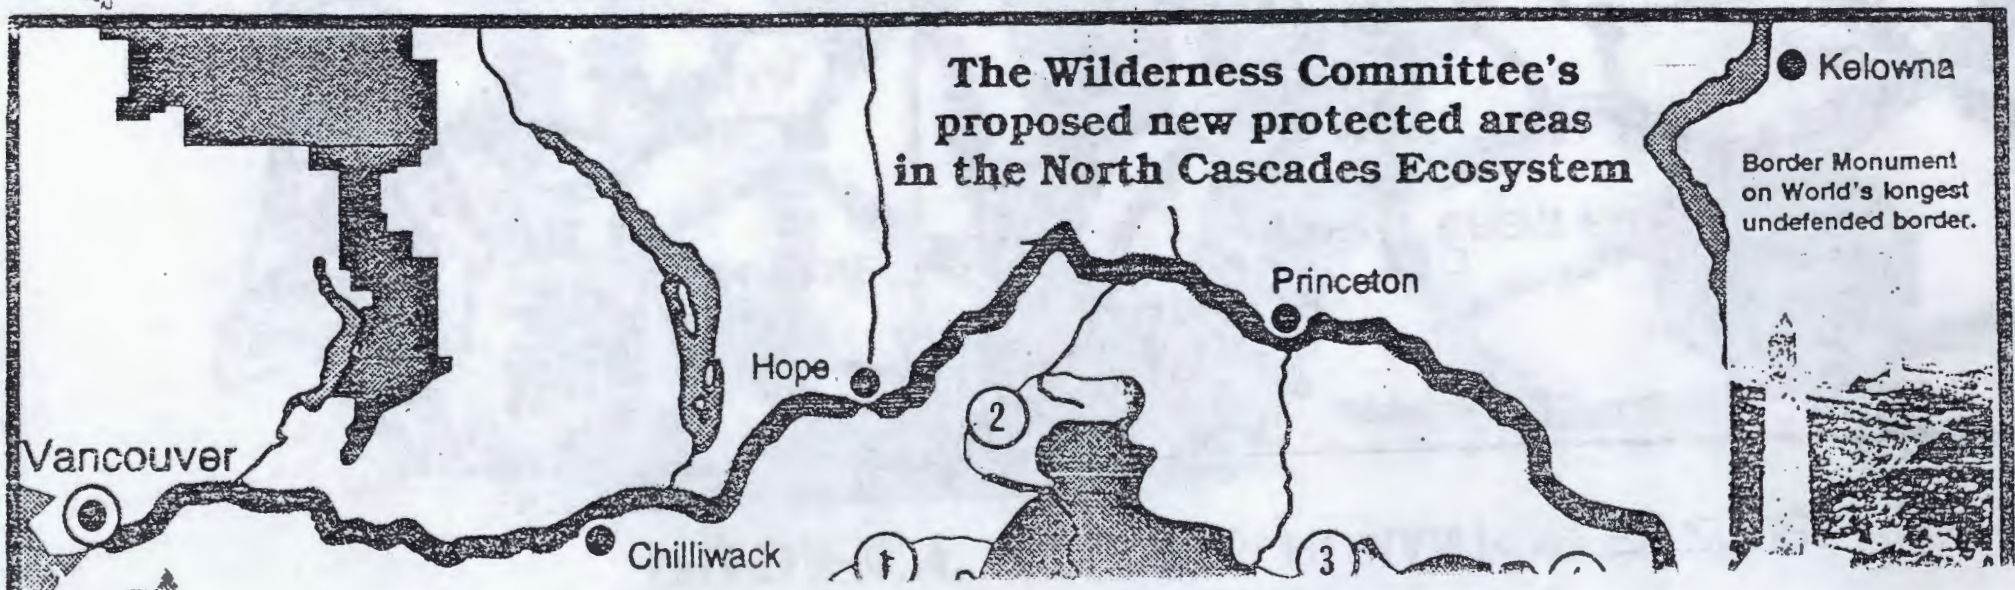 The Wilderness Committee's
proposed new protected areas
in the North Cascades Ecosystem
Kelowna
Border Monument
on World's longest
undefended border.
Princeton
Hope
2
Vancouver
Chilliwack
1
3